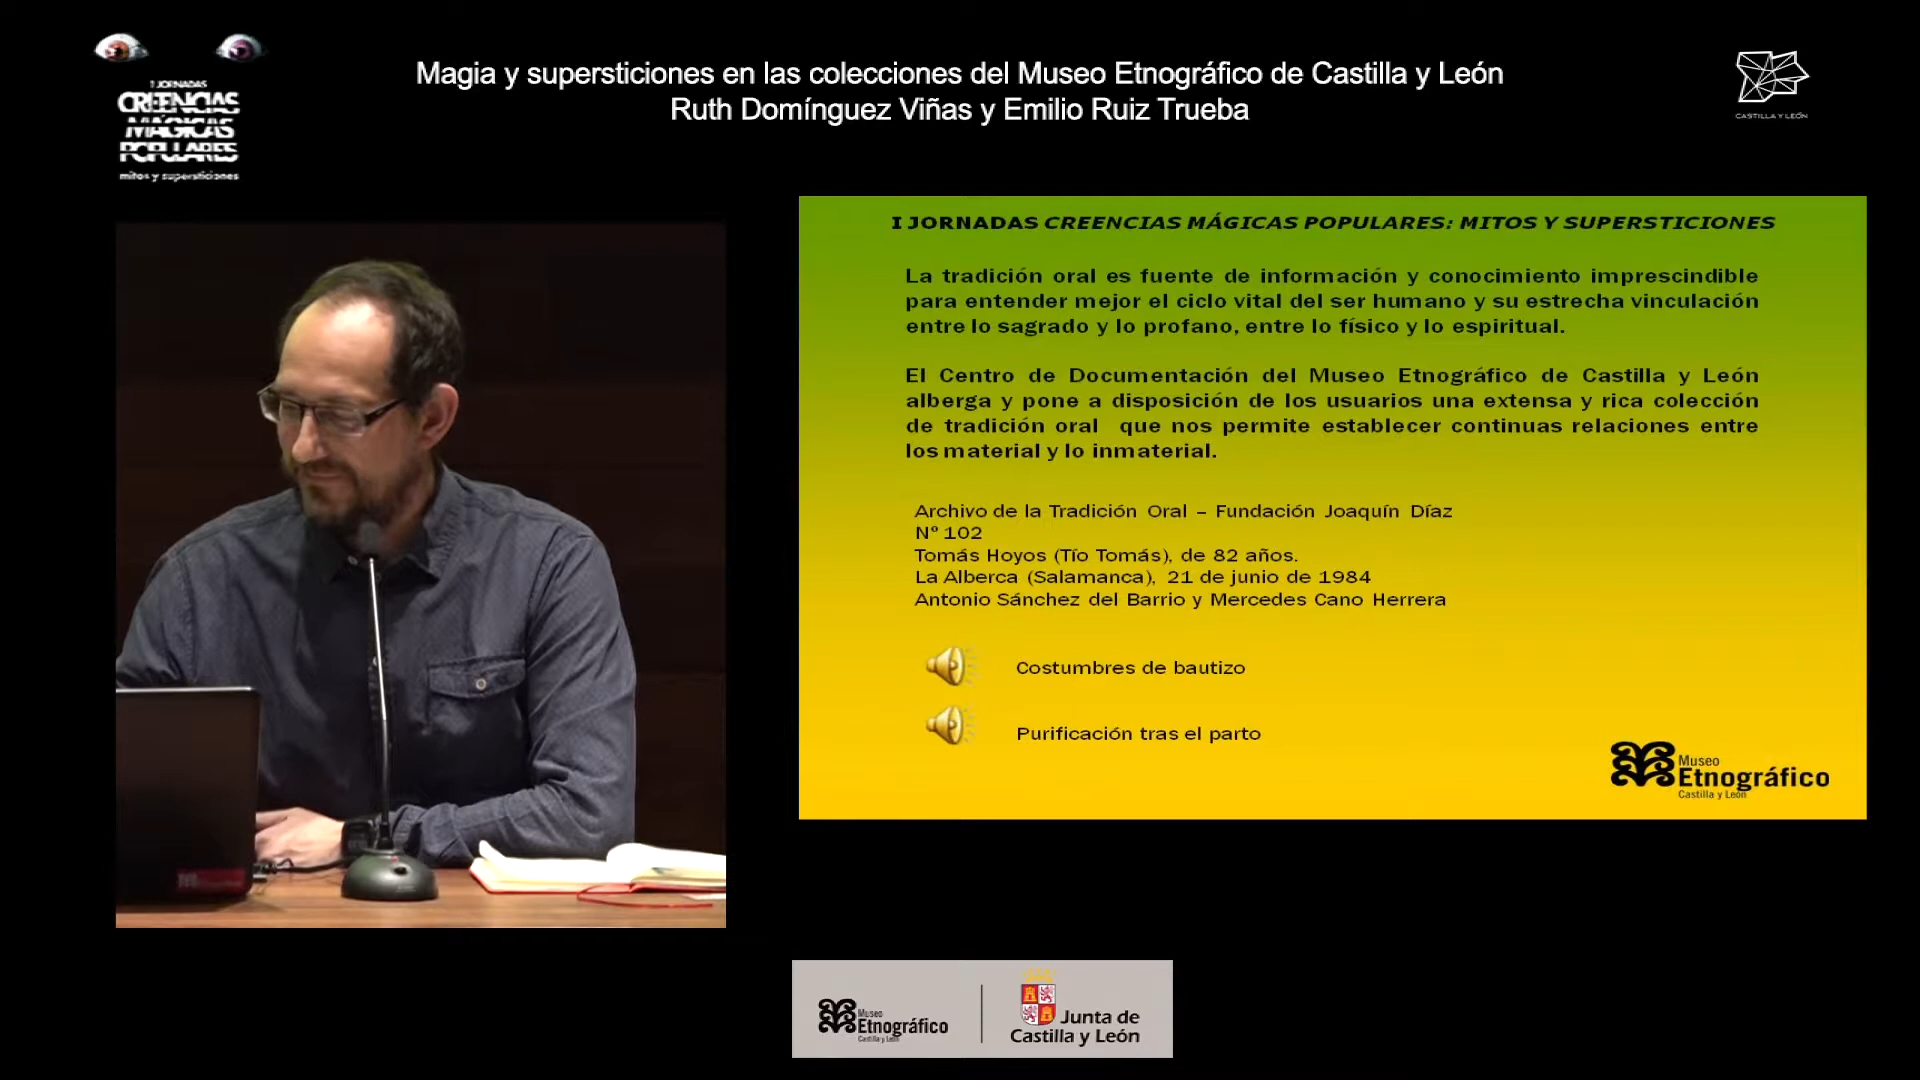 I JORNADAS
CREENCIAS
MÁGICAS
POPULARES
mitos y supersticiones
Magia y supersticiones en las colecciones del Museo Etnográfico de Castilla y León
Ruth Domínguez Viñas y Emilio Ruiz Trueba
CASTILLA Y LEÓN
I JORNADAS CREENCIAS MÁGICAS POPULARES: MITOS Y SUPERSTICIONES
La tradición oral es fuente de información y conocimiento imprescindible
para entender mejor el ciclo vital del ser humano y su estrecha vinculación
entre lo sagrado y lo profano, entre lo físico y lo espiritual.
El Centro de Documentación del Museo Etnográfico de Castilla y León
alberga y pone a disposición de los usuarios una extensa y rica colección
de tradición oral que nos permite establecer continuas relaciones entre
los material y lo inmaterial.
Archivo de la Tradición Oral – Fundación Joaquín Díaz
Nº 102
Tomás Hoyos (Tío Tomás), de 82 años.
La Alberca (Salamanca), 21 de junio de 1984
Antonio Sánchez del Barrio y Mercedes Cano Herrera
Costumbres de bautizo
Purificación tras el parto
Museo
Etnográfico
Castilla y León
Museo
Etnográfico
Castilla y León
Junta de
Castilla y León